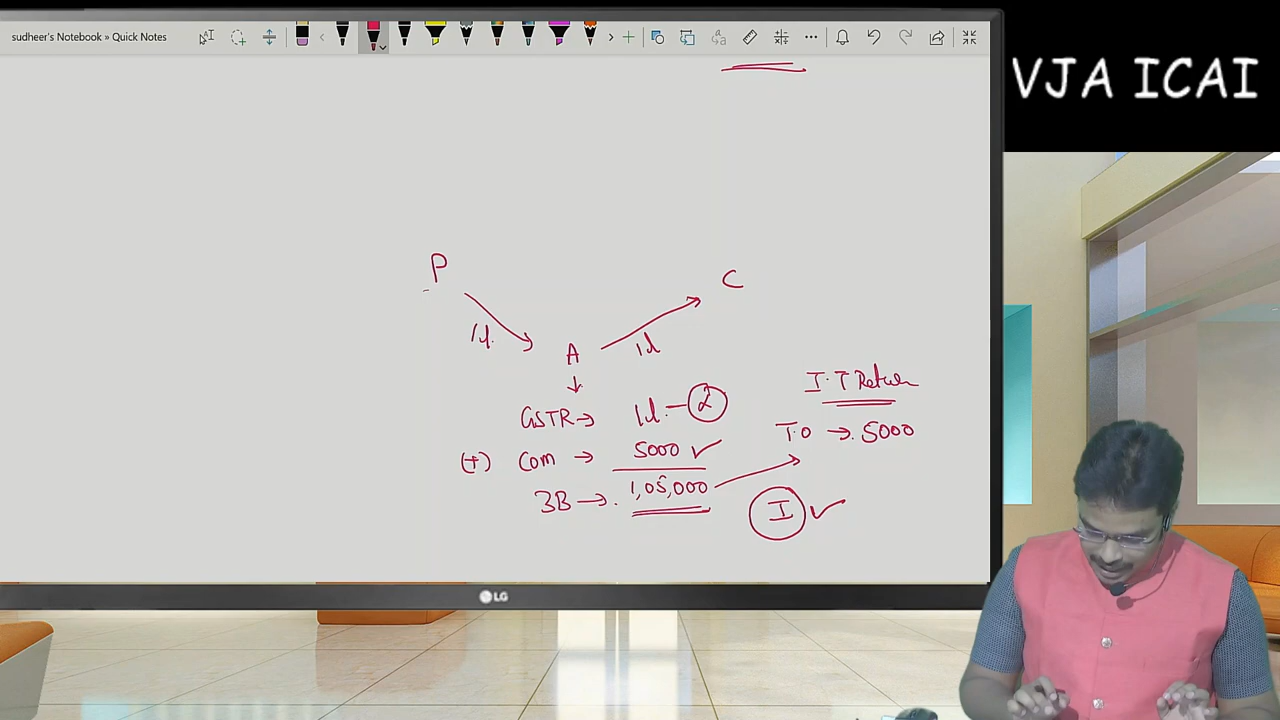 sudheer's Notebook » Quick Notes
VJA ICAI
P
C
1l.
1l
A
I.T Return
GSTR → 1l. –
T.O → 5000
(+) Com → 5000 ✓
3B → 1,05,000
I ✓
LG